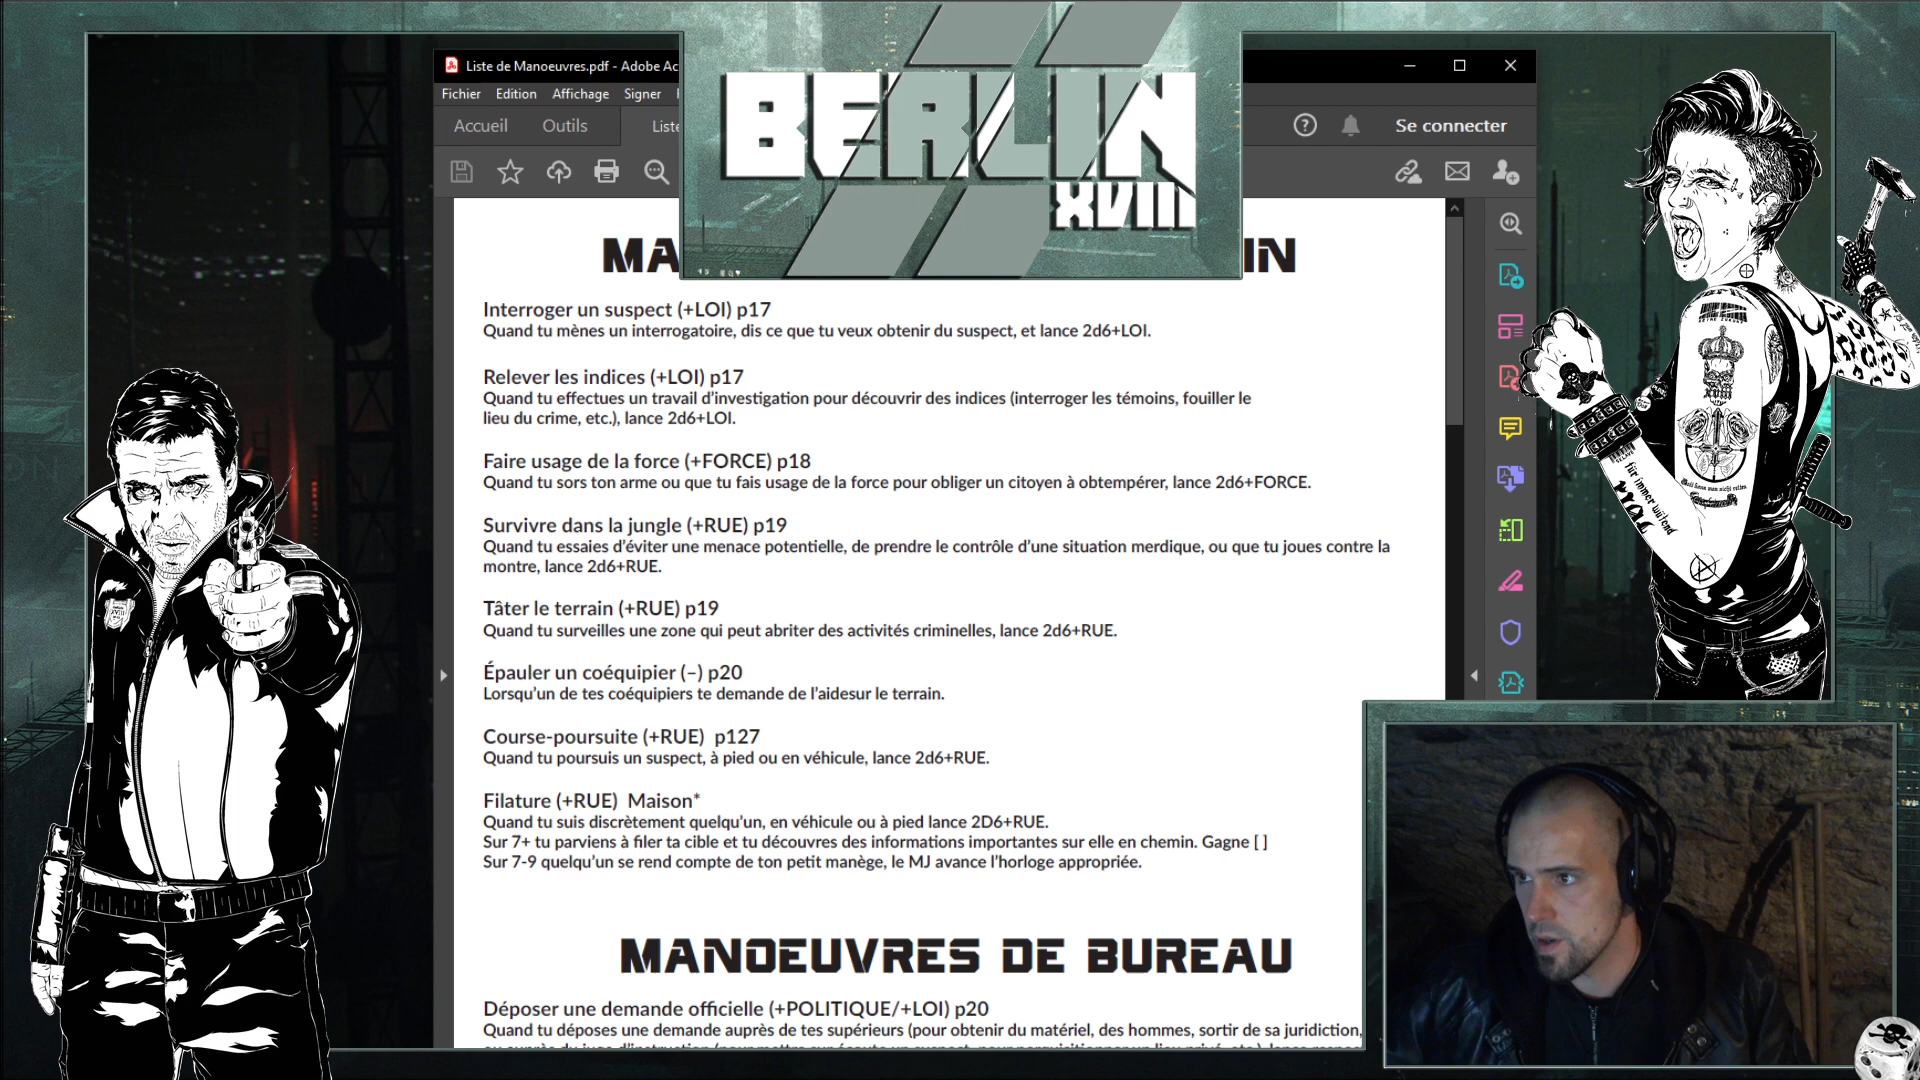 Liste de Manoeuvres.pdf - Adobe Ac
Fichier Edition Affichage Signer
Accueil Outils Liste
Se connecter
BERLIN
XVIII
MA
IN
Interroger un suspect (+LOI) p17
Quand tu mènes un interrogatoire, dis ce que tu veux obtenir du suspect, et lance 2d6+LOI.
Relever les indices (+LOI) p17
Quand tu effectues un travail d’investigation pour découvrir des indices (interroger les témoins, fouiller le
lieu du crime, etc.), lance 2d6+LOI.
Faire usage de la force (+FORCE) p18
Quand tu sors ton arme ou que tu fais usage de la force pour obliger un citoyen à obtempérer, lance 2d6+FORCE.
Survivre dans la jungle (+RUE) p19
Quand tu essaies d’éviter une menace potentielle, de prendre le contrôle d’une situation merdique, ou que tu joues contre la
montre, lance 2d6+RUE.
Tâter le terrain (+RUE) p19
Quand tu surveilles une zone qui peut abriter des activités criminelles, lance 2d6+RUE.
Épauler un coéquipier (–) p20
Lorsqu’un de tes coéquipiers te demande de l’aidesur le terrain.
Course-poursuite (+RUE) p127
Quand tu poursuis un suspect, à pied ou en véhicule, lance 2d6+RUE.
Filature (+RUE) Maison*
Quand tu suis discrètement quelqu’un, en véhicule ou à pied lance 2D6+RUE.
Sur 7+ tu parviens à filer ta cible et tu découvres des informations importantes sur elle en chemin. Gagne [ ]
Sur 7-9 quelqu’un se rend compte de ton petit manège, le MJ avance l’horloge appropriée.
MANOEUVRES DE BUREAU
Déposer une demande officielle (+POLITIQUE/+LOI) p20
Quand tu déposes une demande auprès de tes supérieurs (pour obtenir du matériel, des hommes, sortir de sa juridiction,
XVIII
für immer wütend